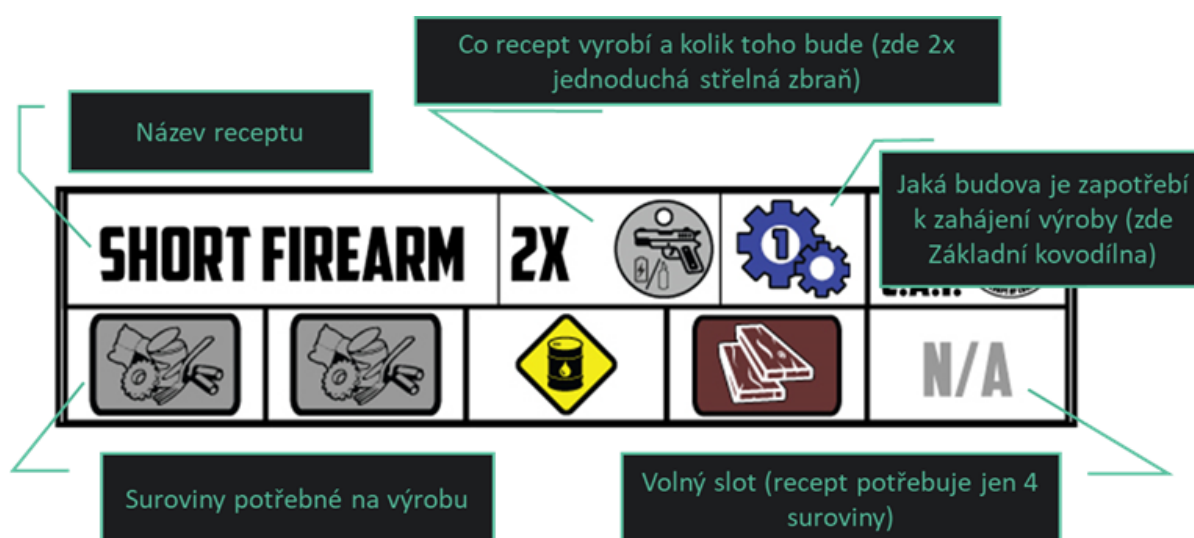 Co recept vyrobí a kolik toho bude (zde 2x
jednoduchá střelná zbraň)
Název receptu
Jaká budova je zapotřebí
k zahájení výroby (zde
Základní kovodílna)
SHORT FIREARM
2X
1
N/A
Suroviny potřebné na výrobu
Volný slot (recept potřebuje jen 4
suroviny)